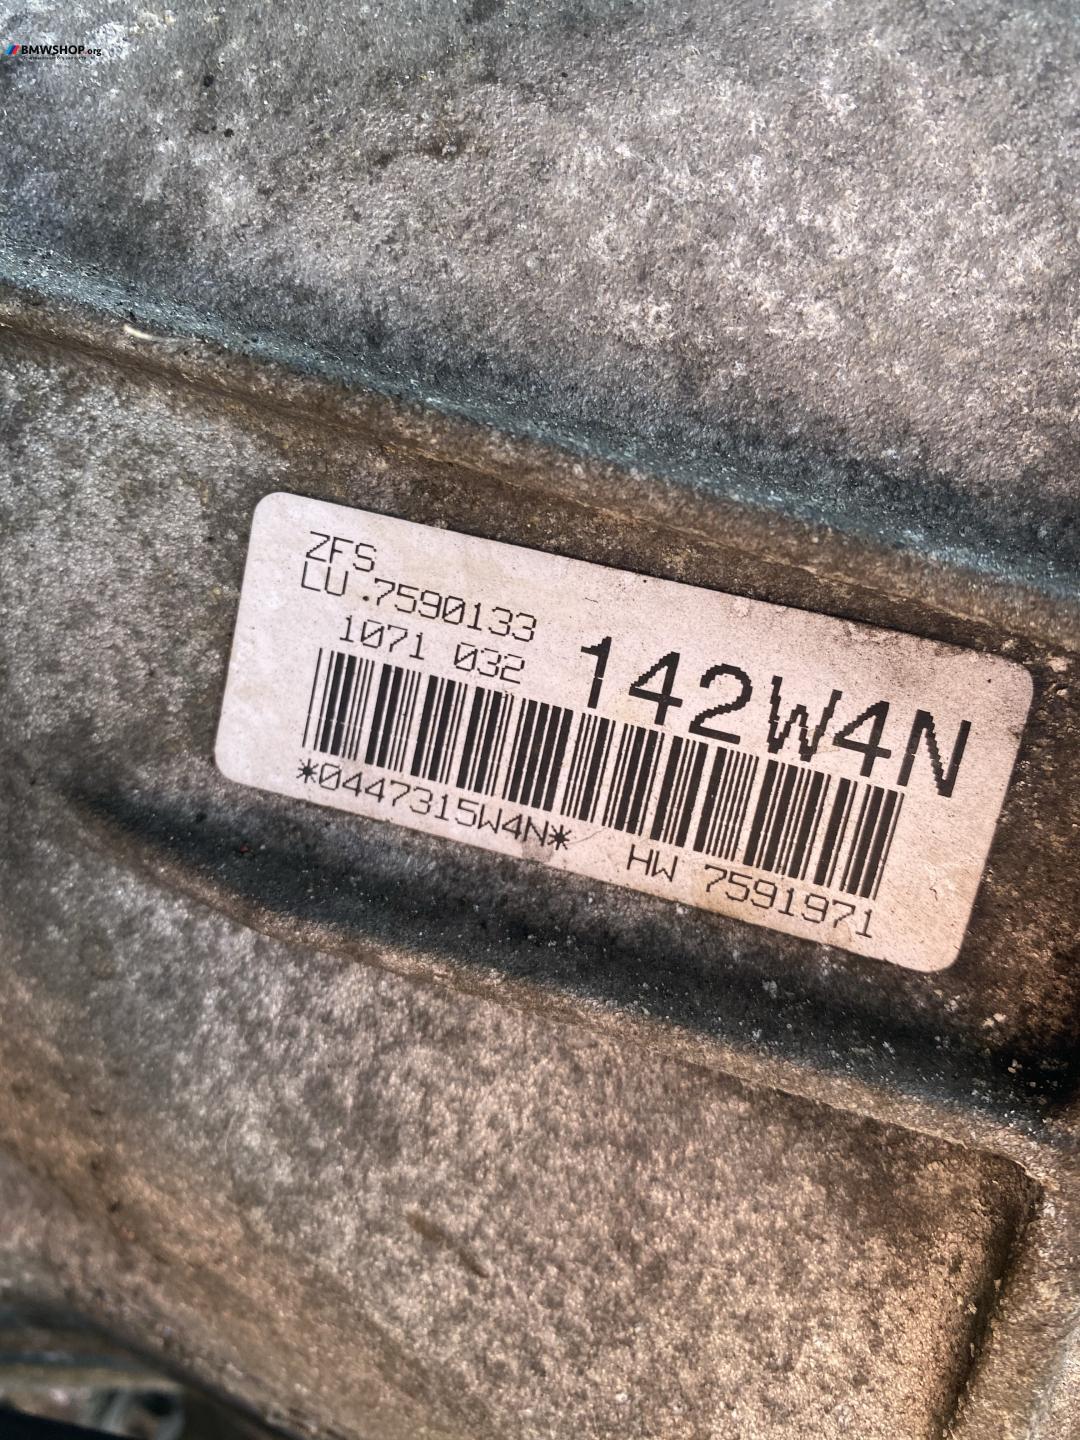 BMWSHOP.org
ZFS
LU .7590133
1071 032
142W4N
*0447315W4N*
HW 7591971